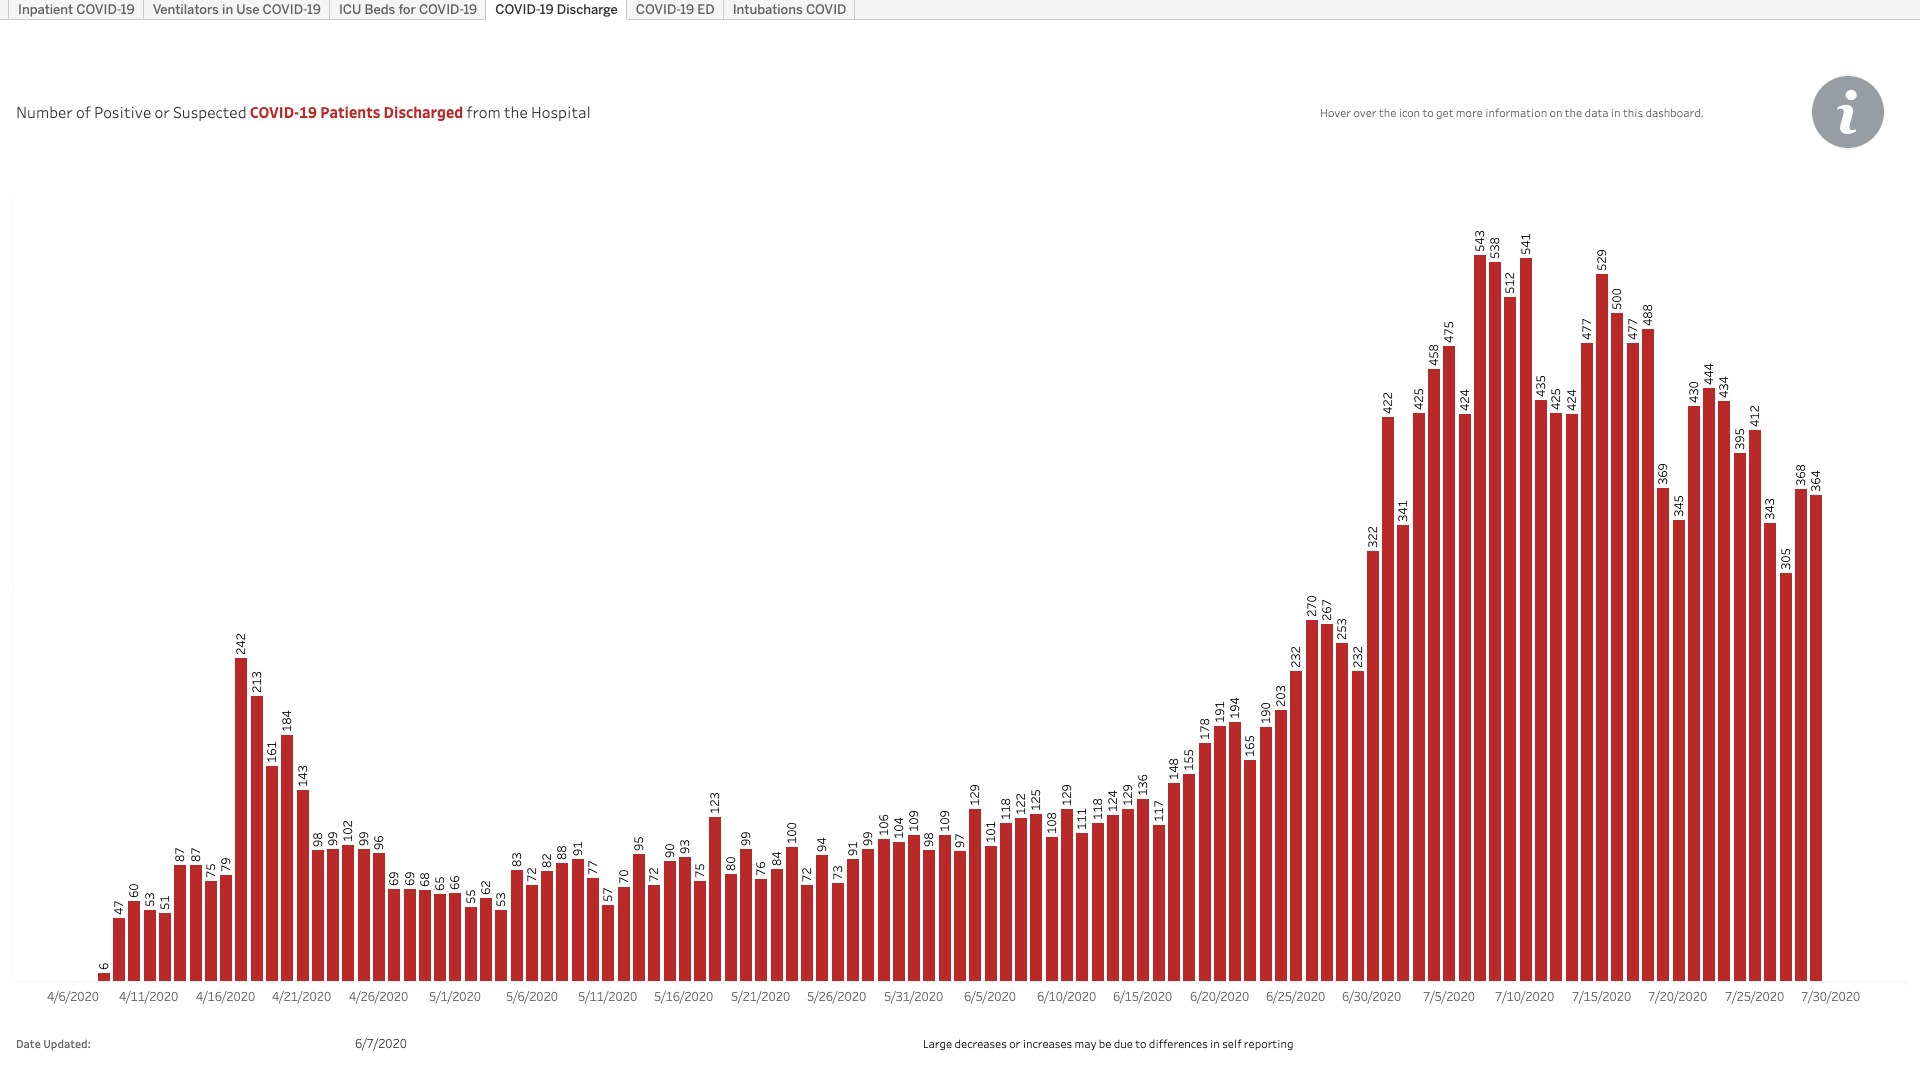 Inpatient COVID-19 Ventilators in Use COVID-19 ICU Beds for COVID-19 COVID-19 Discharge COVID-19 ED Intubations COVID
Number of Positive or Suspected COVID-19 Patients Discharged from the Hospital
Hover over the icon to get more information on the data in this dashboard.
i
6 47 60 53 51 87 87 75 79 242 213 161 184 143 98 99 102 99 96 69 69 68 65 66 55 62 53 83 72 82 88 91 77 57 70 95 72 90 93 75 123 80 99 76 84 100 72 94 73 91 99 106 104 109 98 109 97 129 101 118 122 125 108 129 111 118 124 129 136 117 148 155 178 191 194 165 190 203 232 270 267 253 232 322 422 341 425 458 475 424 543 538 512 541 435 425 424 477 529 500 477 488 369 345 430 444 434 395 412 343 305 368 364
4/6/2020 4/11/2020 4/16/2020 4/21/2020 4/26/2020 5/1/2020 5/6/2020 5/11/2020 5/16/2020 5/21/2020 5/26/2020 5/31/2020 6/5/2020 6/10/2020 6/15/2020 6/20/2020 6/25/2020 6/30/2020 7/5/2020 7/10/2020 7/15/2020 7/20/2020 7/25/2020 7/30/2020
Date Updated: 6/7/2020 Large decreases or increases may be due to differences in self reporting